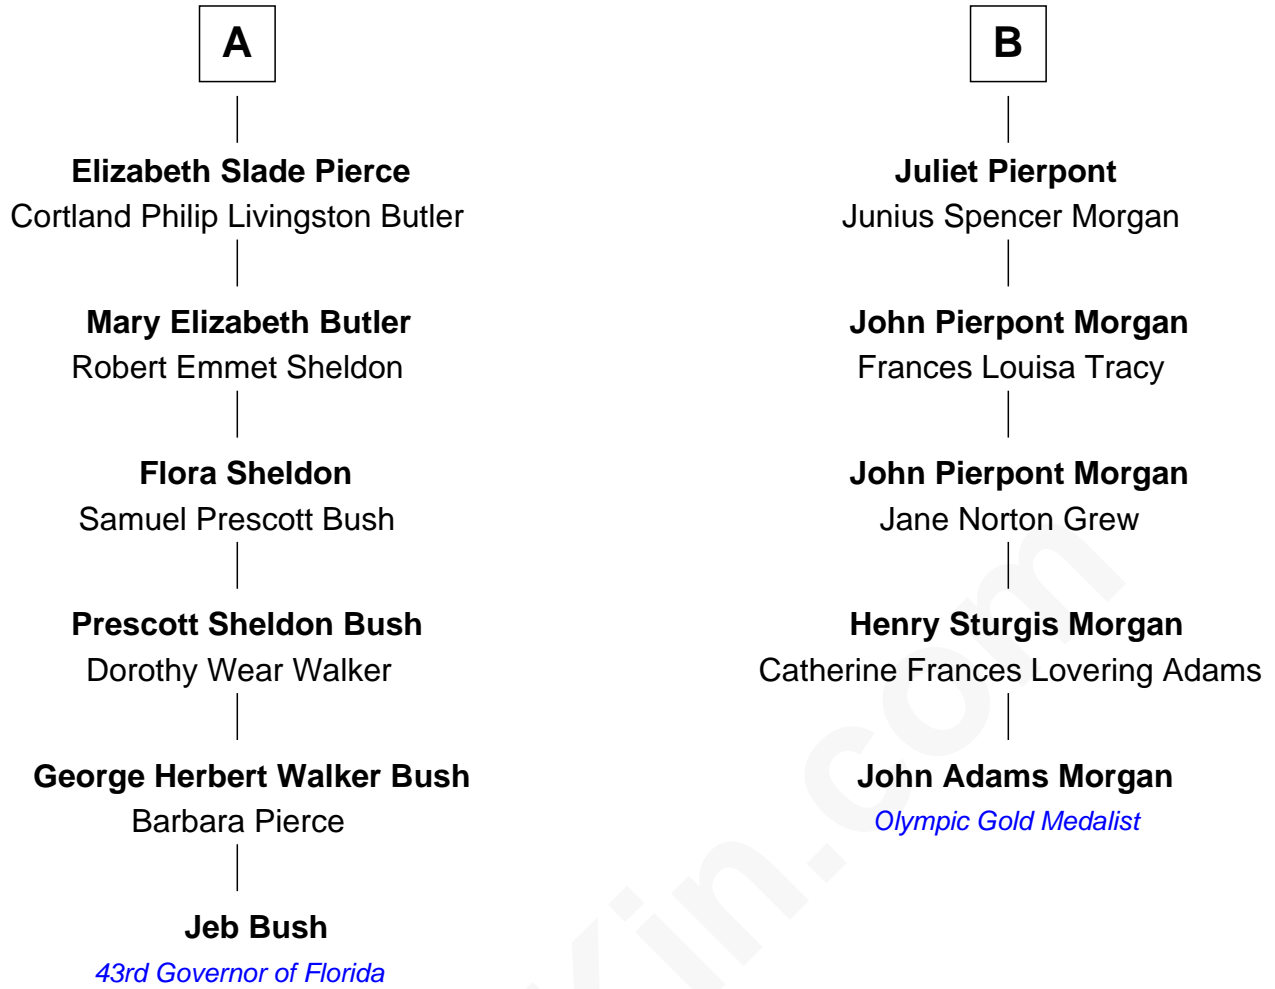 A
Elizabeth Slade Pierce
Cortland Philip Livingston Butler
Mary Elizabeth Butler
Robert Emmet Sheldon
Flora Sheldon
Samuel Prescott Bush
Prescott Sheldon Bush
Dorothy Wear Walker
George Herbert Walker Bush
Barbara Pierce
Jeb Bush
43rd Governor of Florida
B
Juliet Pierpont
Junius Spencer Morgan
John Pierpont Morgan
Frances Louisa Tracy
John Pierpont Morgan
Jane Norton Grew
Henry Sturgis Morgan
Catherine Frances Lovering Adams
John Adams Morgan
Olympic Gold Medalist
Kin.com